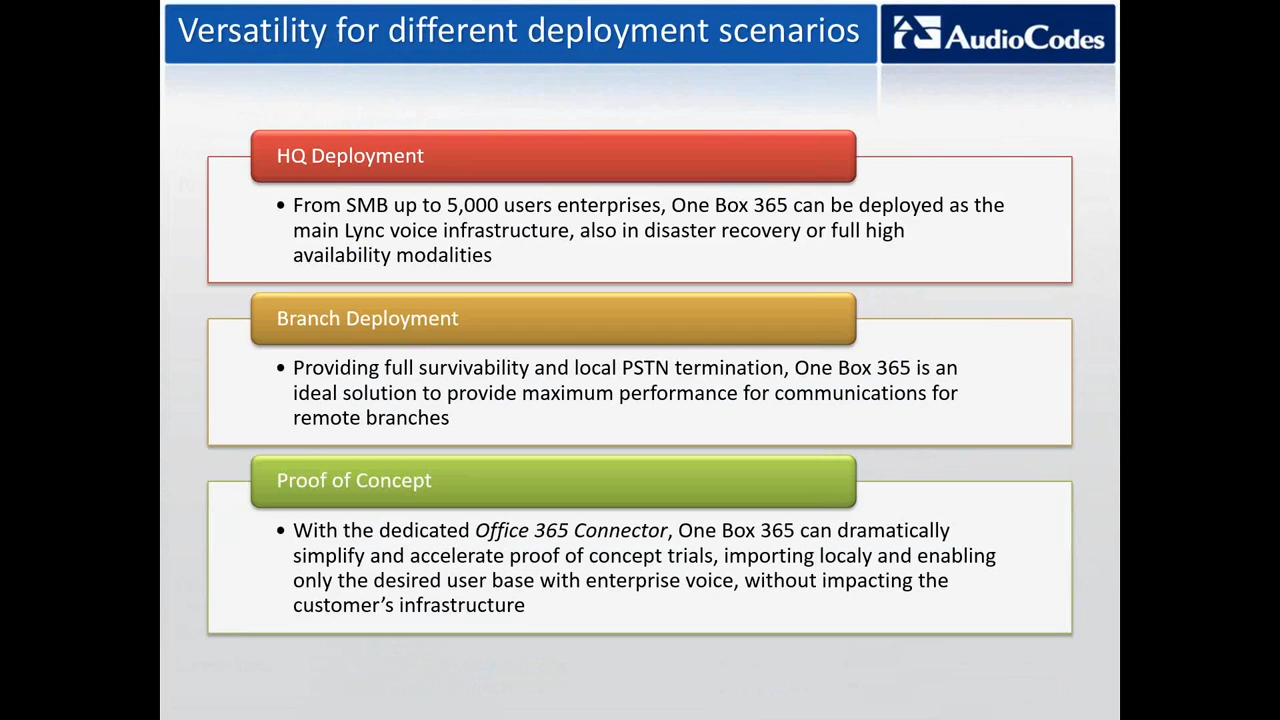 Versatility for different deployment scenarios
AudioCodes
HQ Deployment
• From SMB up to 5,000 users enterprises, One Box 365 can be deployed as the
main Lync voice infrastructure, also in disaster recovery or full high
availability modalities
Branch Deployment
• Providing full survivability and local PSTN termination, One Box 365 is an
ideal solution to provide maximum performance for communications for
remote branches
Proof of Concept
• With the dedicated Office 365 Connector, One Box 365 can dramatically
simplify and accelerate proof of concept trials, importing localy and enabling
only the desired user base with enterprise voice, without impacting the
customer’s infrastructure